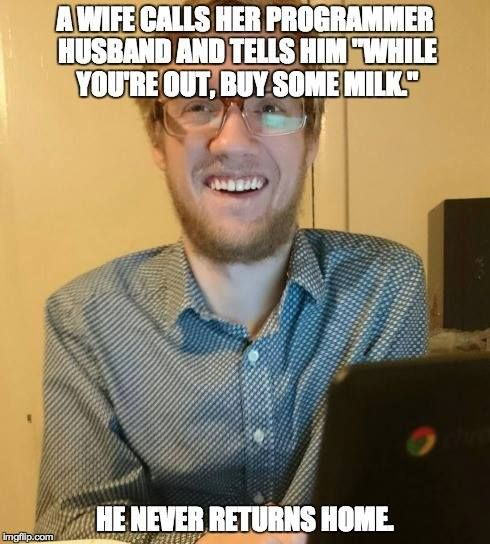 A WIFE CALLS HER PROGRAMMER
HUSBAND AND TELLS HIM "WHILE
YOU'RE OUT, BUY SOME MILK."
HE NEVER RETURNS HOME.
imgflip.com